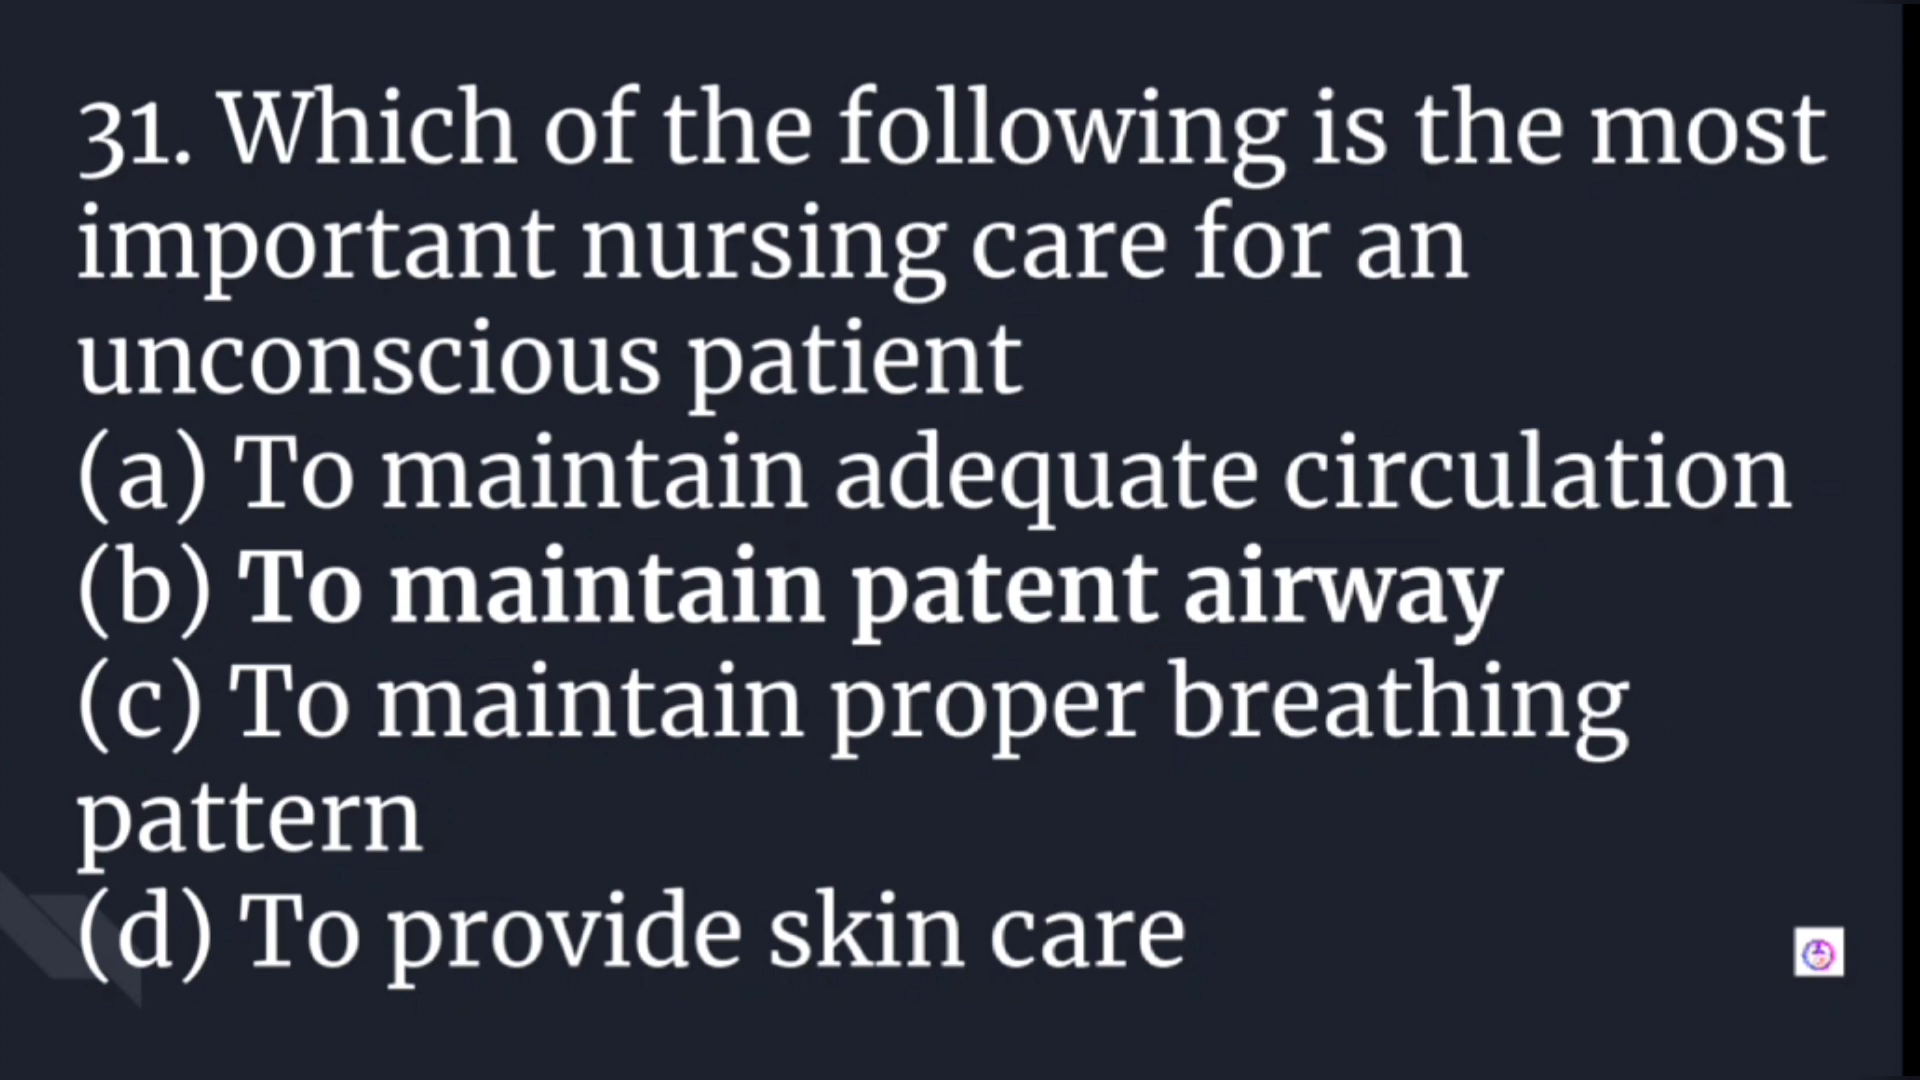 31. Which of the following is the most
important nursing care for an
unconscious patient
(a) To maintain adequate circulation
(b) To maintain patent airway
(c) To maintain proper breathing
pattern
(d) To provide skin care